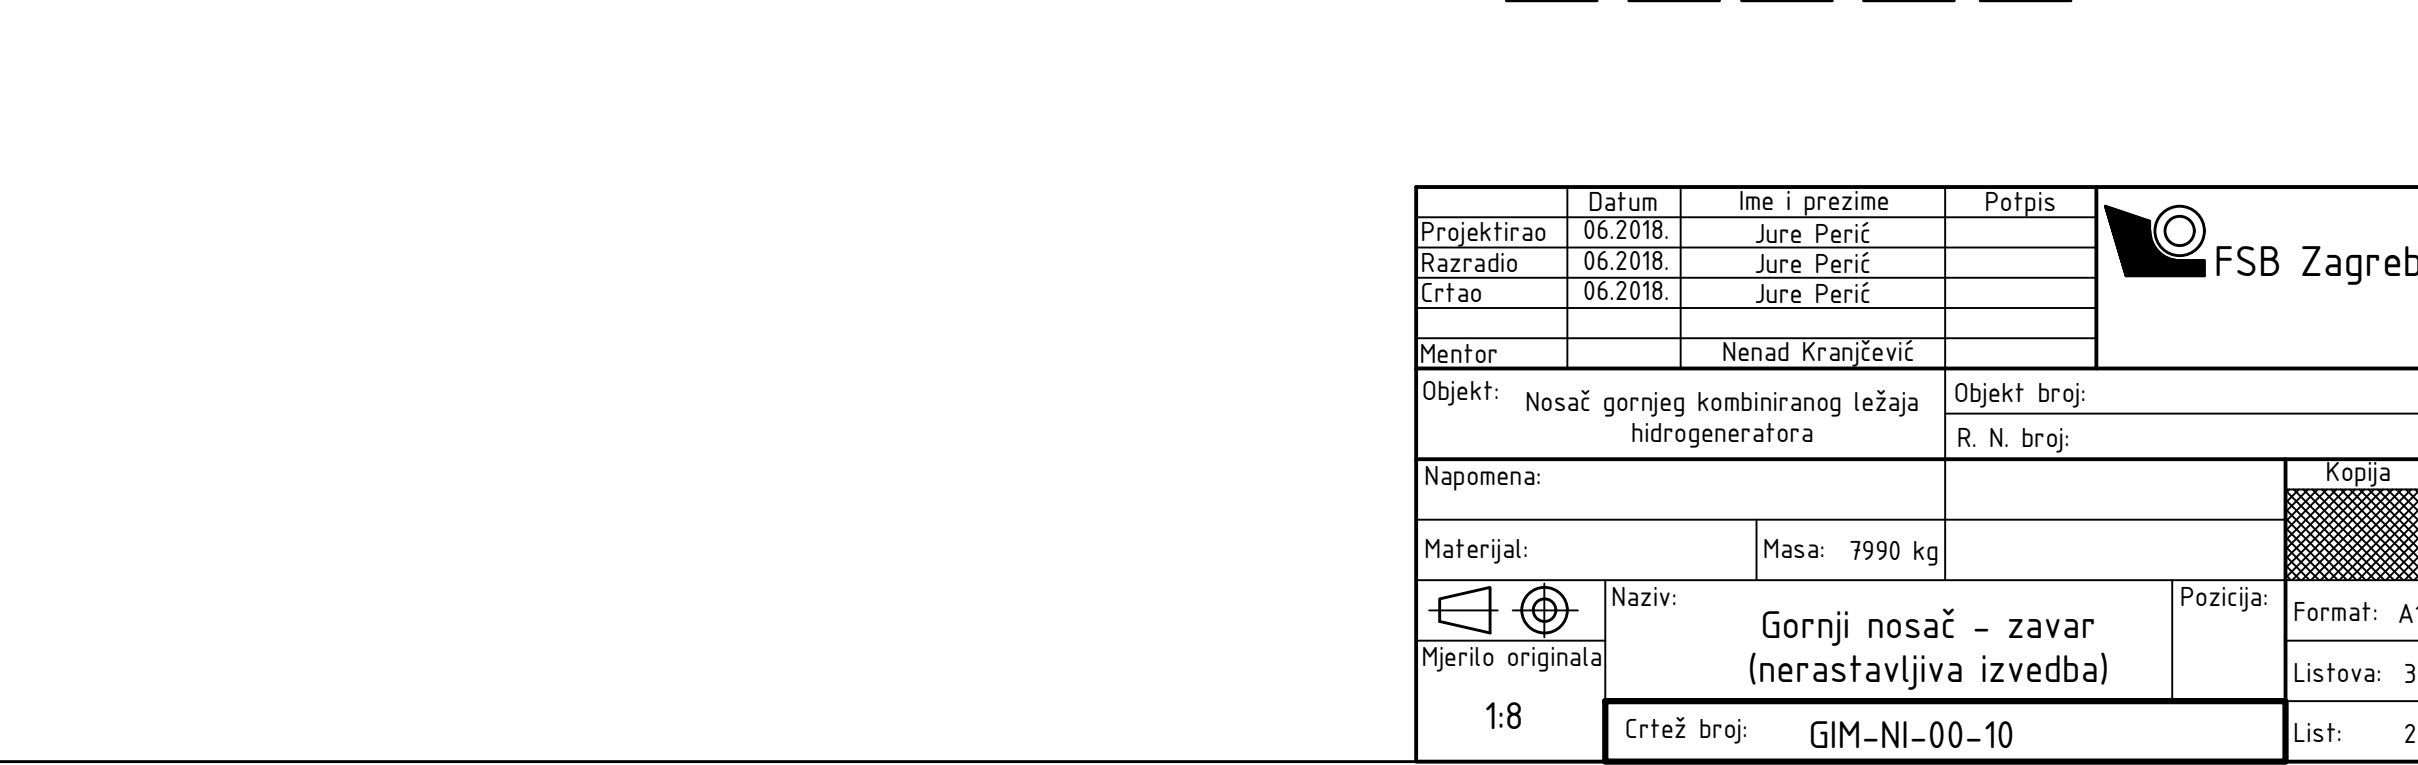 Datum Ime i prezime Potpis
Projektirao 06.2018. Jure Perić
Razradio 06.2018. Jure Perić
Crtao 06.2018. Jure Perić
Mentor Nenad Kranjčević
FSB Zagreb
Objekt: Nosač gornjeg kombiniranog ležaja
hidrogeneratora
Objekt broj:
R. N. broj:
Napomena:
Kopija
Materijal: Masa: 7990 kg
Naziv: Gornji nosač - zavar
(nerastavljiva izvedba)
Pozicija:
Format: A1
Mjerilo originala
1:8
Listova: 3
Crtež broj: GIM-NI-00-10
List: 2